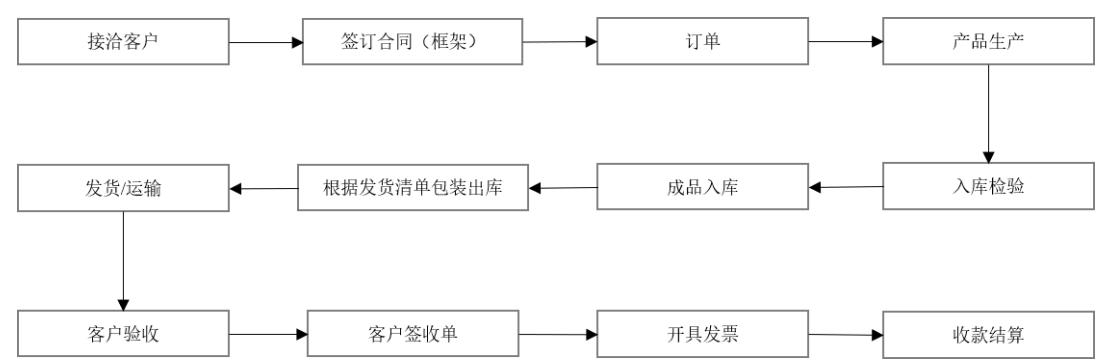 接洽客户
签订合同（框架）
订单
产品生产
入库检验
成品入库
根据发货清单包装出库
发货/运输
客户验收
客户签收单
开具发票
收款结算